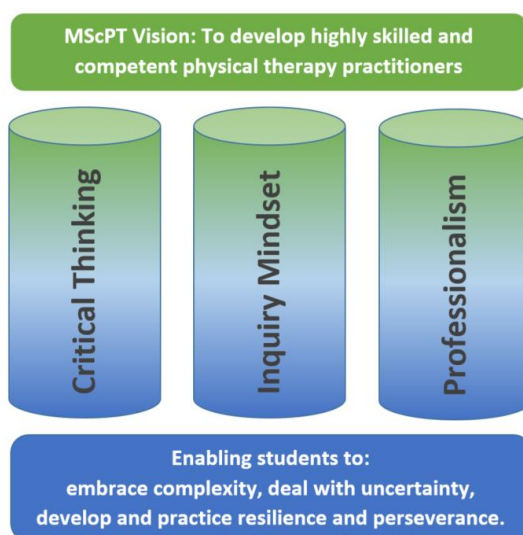 MScPT Vision: To develop highly skilled and
competent physical therapy practitioners
Critical Thinking
Inquiry Mindset
Professionalism
Enabling students to:
embrace complexity, deal with uncertainty,
develop and practice resilience and perseverance.